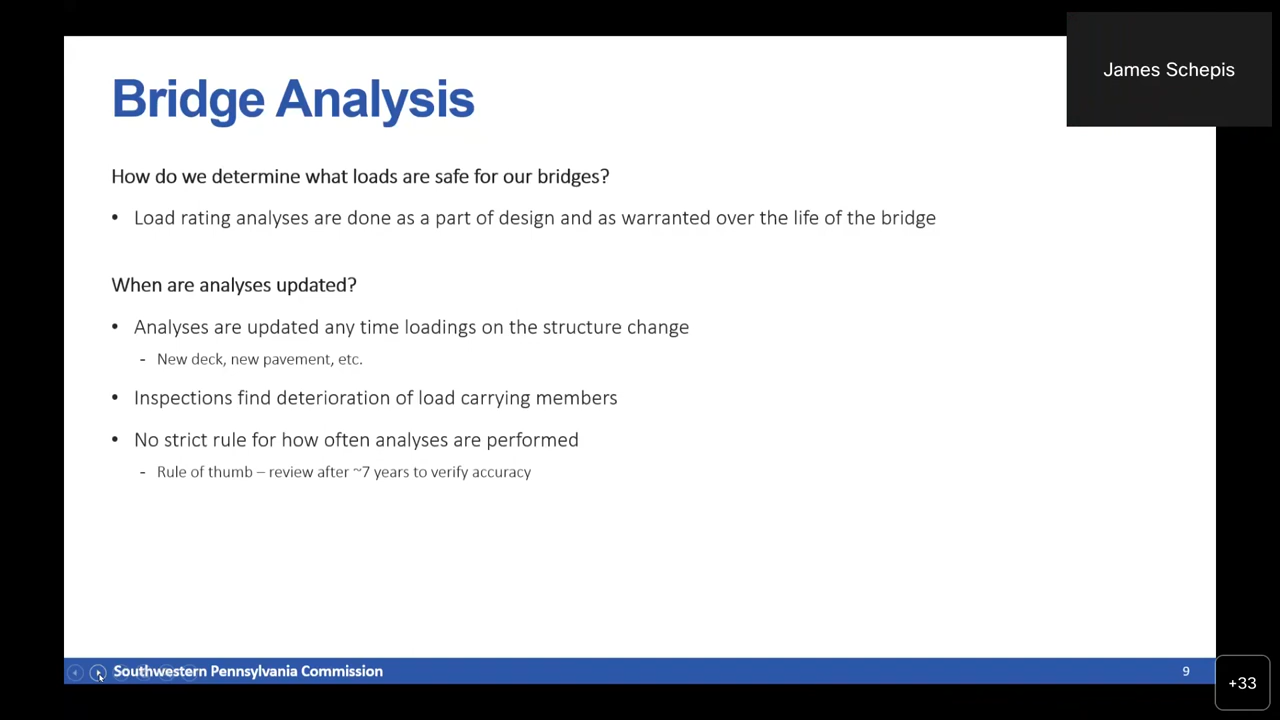 James Schepis
Bridge Analysis
How do we determine what loads are safe for our bridges?
• Load rating analyses are done as a part of design and as warranted over the life of the bridge
When are analyses updated?
• Analyses are updated any time loadings on the structure change
- New deck, new pavement, etc.
• Inspections find deterioration of load carrying members
• No strict rule for how often analyses are performed
- Rule of thumb – review after ~7 years to verify accuracy
Southwestern Pennsylvania Commission
9
+33